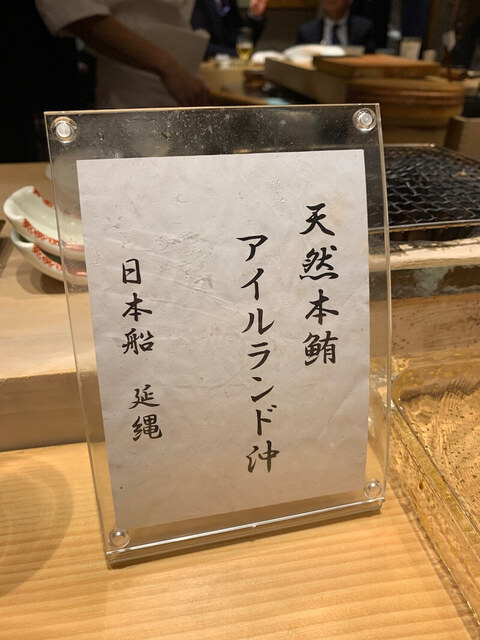 天然本鮪
アイルランド沖
日本船 延縄